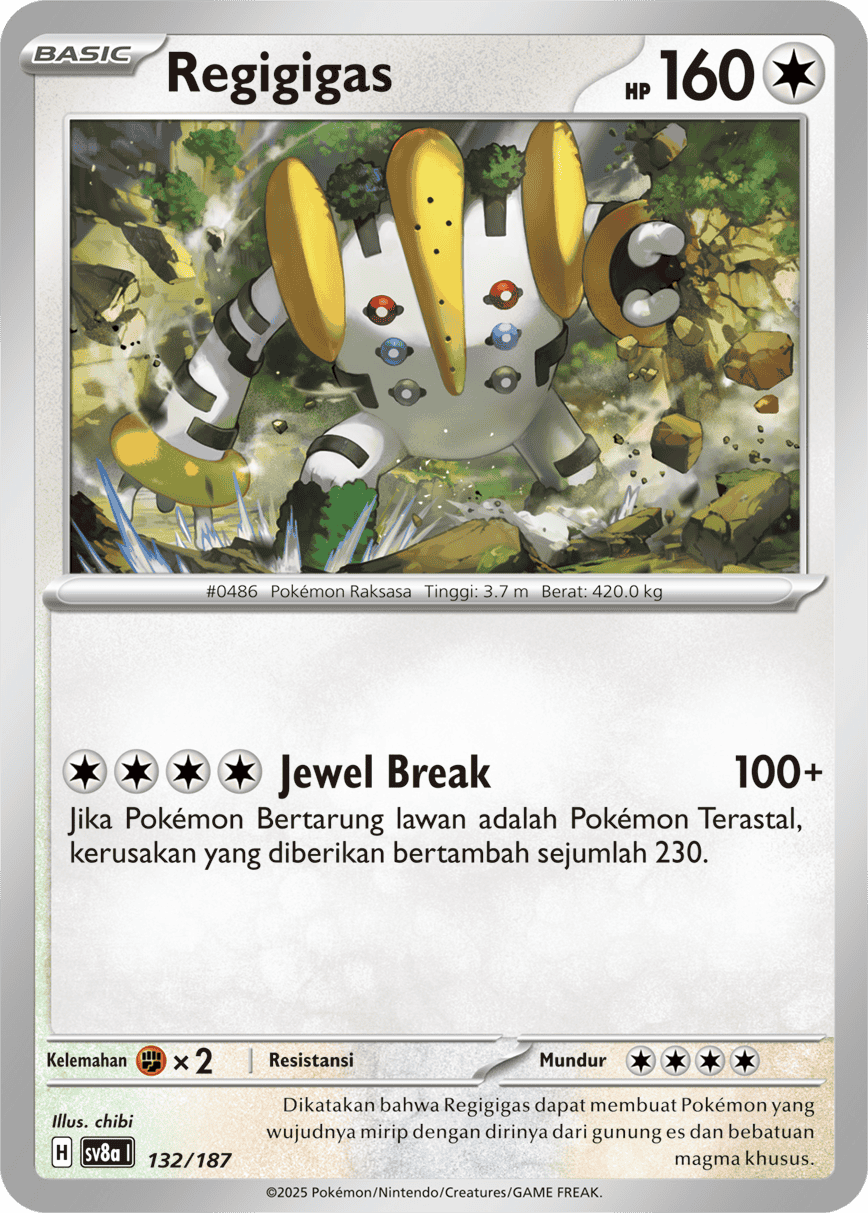 BASIC
Regigigas
HP 160
#0486 Pokémon Raksasa Tinggi: 3.7 m Berat: 420.0 kg
Jewel Break 100+
Jika Pokémon Bertarung lawan adalah Pokémon Terastal,
kerusakan yang diberikan bertambah sejumlah 230.
Kelemahan ×2 Resistansi Mundur
Illus. chibi
Dikatakan bahwa Regigigas dapat membuat Pokémon yang
wujudnya mirip dengan dirinya dari gunung es dan bebatuan
magma khusus.
H sv8a I 132/187
©2025 Pokémon/Nintendo/Creatures/GAME FREAK.